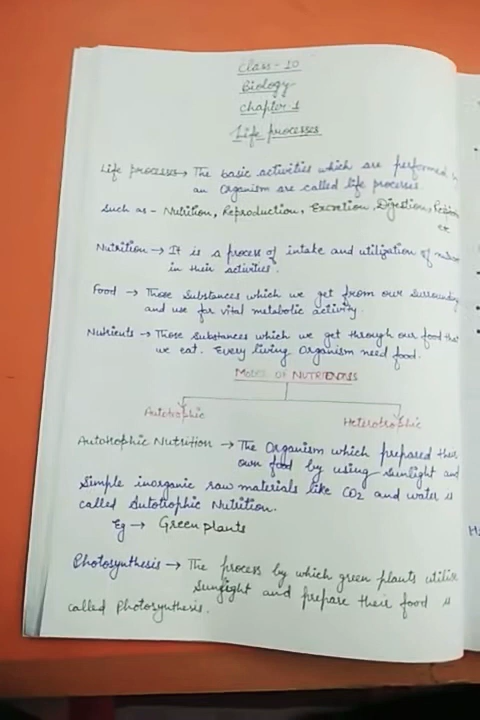 Class - 10
Biology
Chapter - 1
Life processes
Life processes → The basic activities which are performed
an Organism are called life processes.
Such as - Nutrition, Reproduction, Excretion, Digestion,
etc
Nutrition → It is a process of intake and utilization of
in their activities.
Food → Those Substances which we get from our surrounding
and use for vital metabolic activity.
Nutrients → Those Substances which we get through our food that
we eat. Every living Organism need food.
Modes of
Autotrophic
Heterotrophic
Autotrophic Nutrition → The Organism which prepared their
own food by using sunlight and
Simple inorganic raw materials like CO2 and water is
called Autotrophic Nutrition.
Eg → Green plants
Photosynthesis → The process by which green plants utilise
Sunlight and prepare their food is
called Photosynthesis.